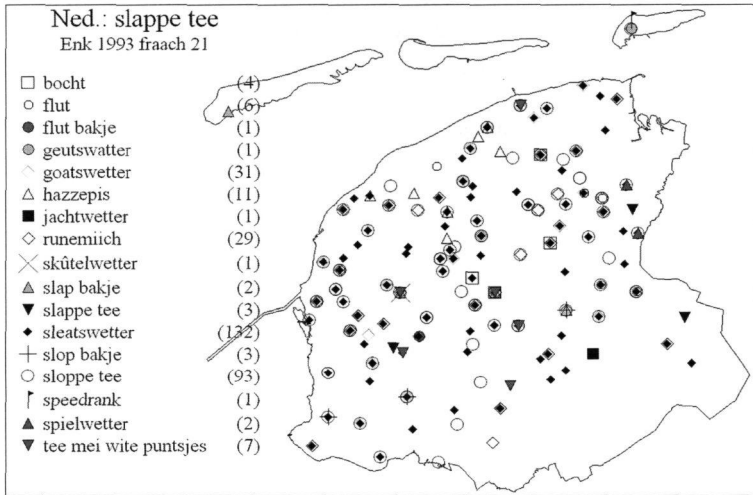 Ned.: slappe tee
Enk 1993 fraach 21
bocht (4)
flut (6)
flut bakje (1)
geutswatter (1)
goatswetter (31)
hazzepis (11)
jachtwetter (1)
runemiich (29)
skûtelwetter (1)
slap bakje (2)
slappe tee (3)
sleatswetter (132)
slop bakje (3)
sloppe tee (93)
speedrank (1)
spielwetter (2)
tee mei wite puntsjes (7)